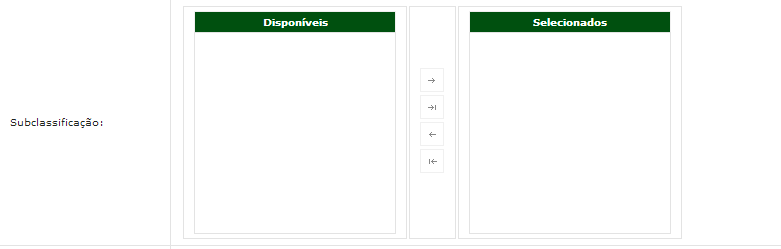 Disponíveis
Selecionados
Subclassificação: